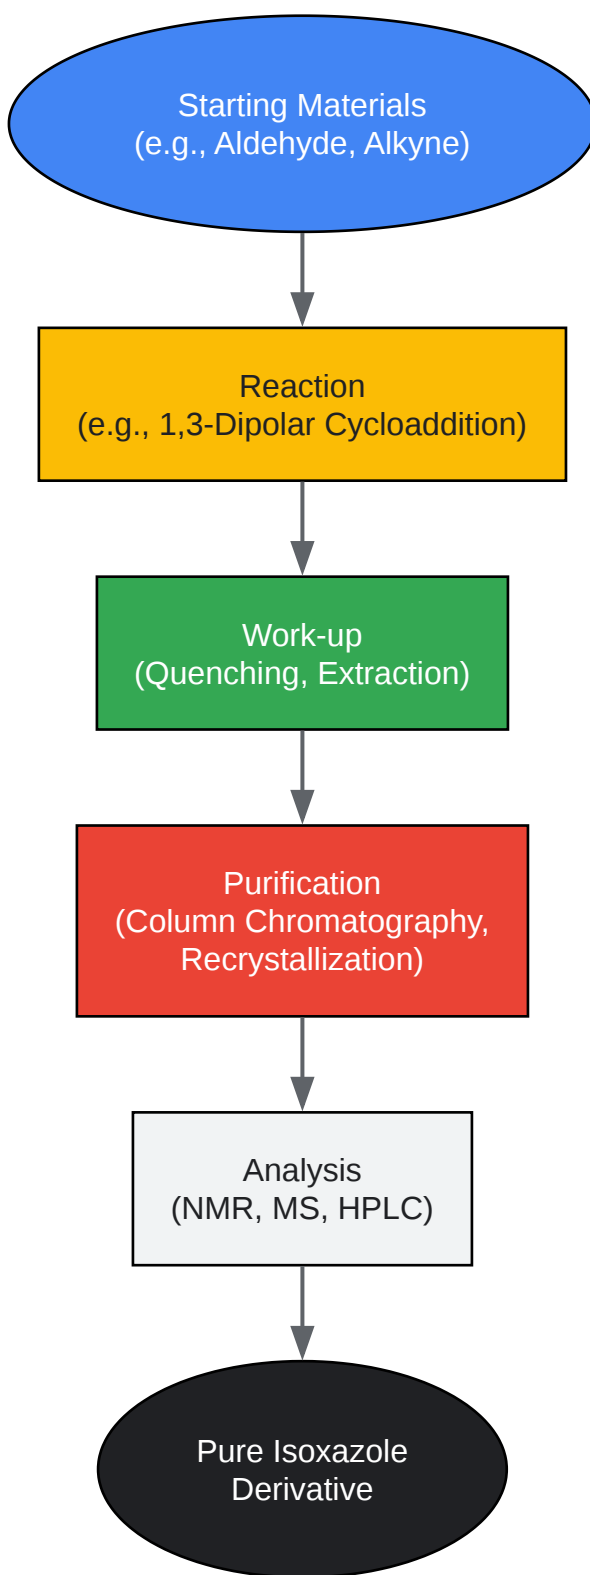 Starting Materials
(e.g., Aldehyde, Alkyne)
Reaction
(e.g., 1,3-Dipolar Cycloaddition)
Work-up
(Quenching, Extraction)
Purification
(Column Chromatography,
Recrystallization)
Analysis
(NMR, MS, HPLC)
Pure Isoxazole
Derivative